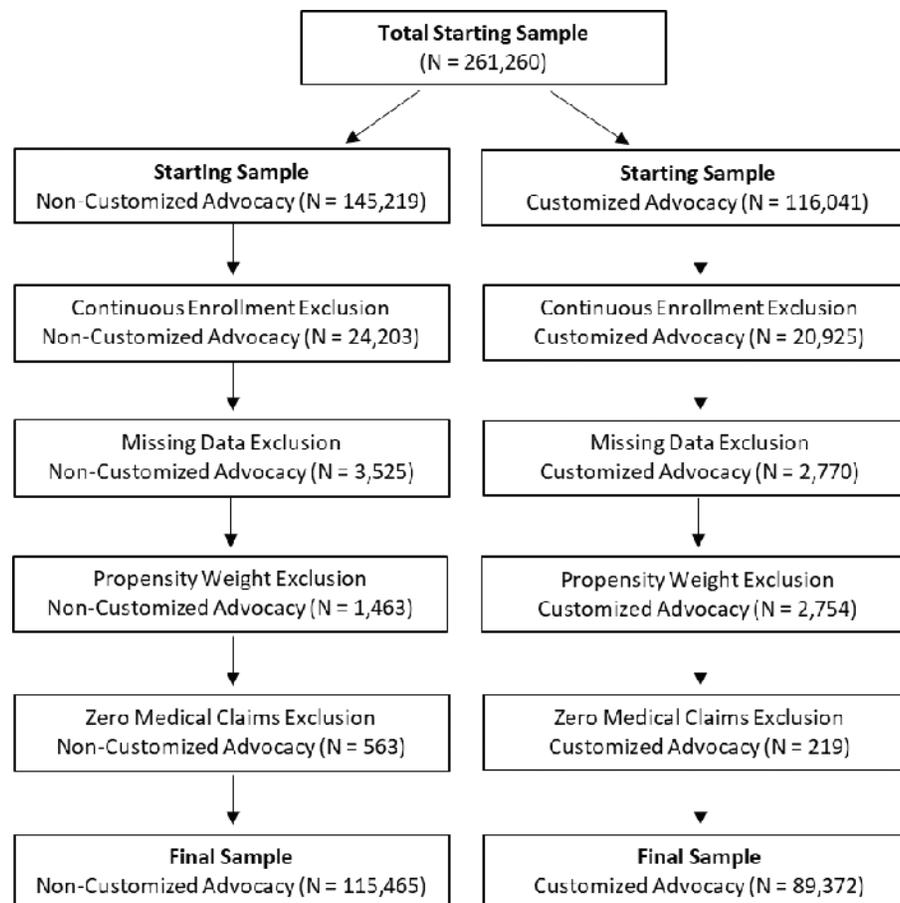 Total Starting Sample
(N = 261,260)
Starting Sample
Non-Customized Advocacy (N = 145,219)
Starting Sample
Customized Advocacy (N = 116,041)
Continuous Enrollment Exclusion
Non-Customized Advocacy (N = 24,203)
Continuous Enrollment Exclusion
Customized Advocacy (N = 20,925)
Missing Data Exclusion
Non-Customized Advocacy (N = 3,525)
Missing Data Exclusion
Customized Advocacy (N = 2,770)
Propensity Weight Exclusion
Non-Customized Advocacy (N = 1,463)
Propensity Weight Exclusion
Customized Advocacy (N = 2,754)
Zero Medical Claims Exclusion
Non-Customized Advocacy (N = 563)
Zero Medical Claims Exclusion
Customized Advocacy (N = 219)
Final Sample
Non-Customized Advocacy (N = 115,465)
Final Sample
Customized Advocacy (N = 89,372)